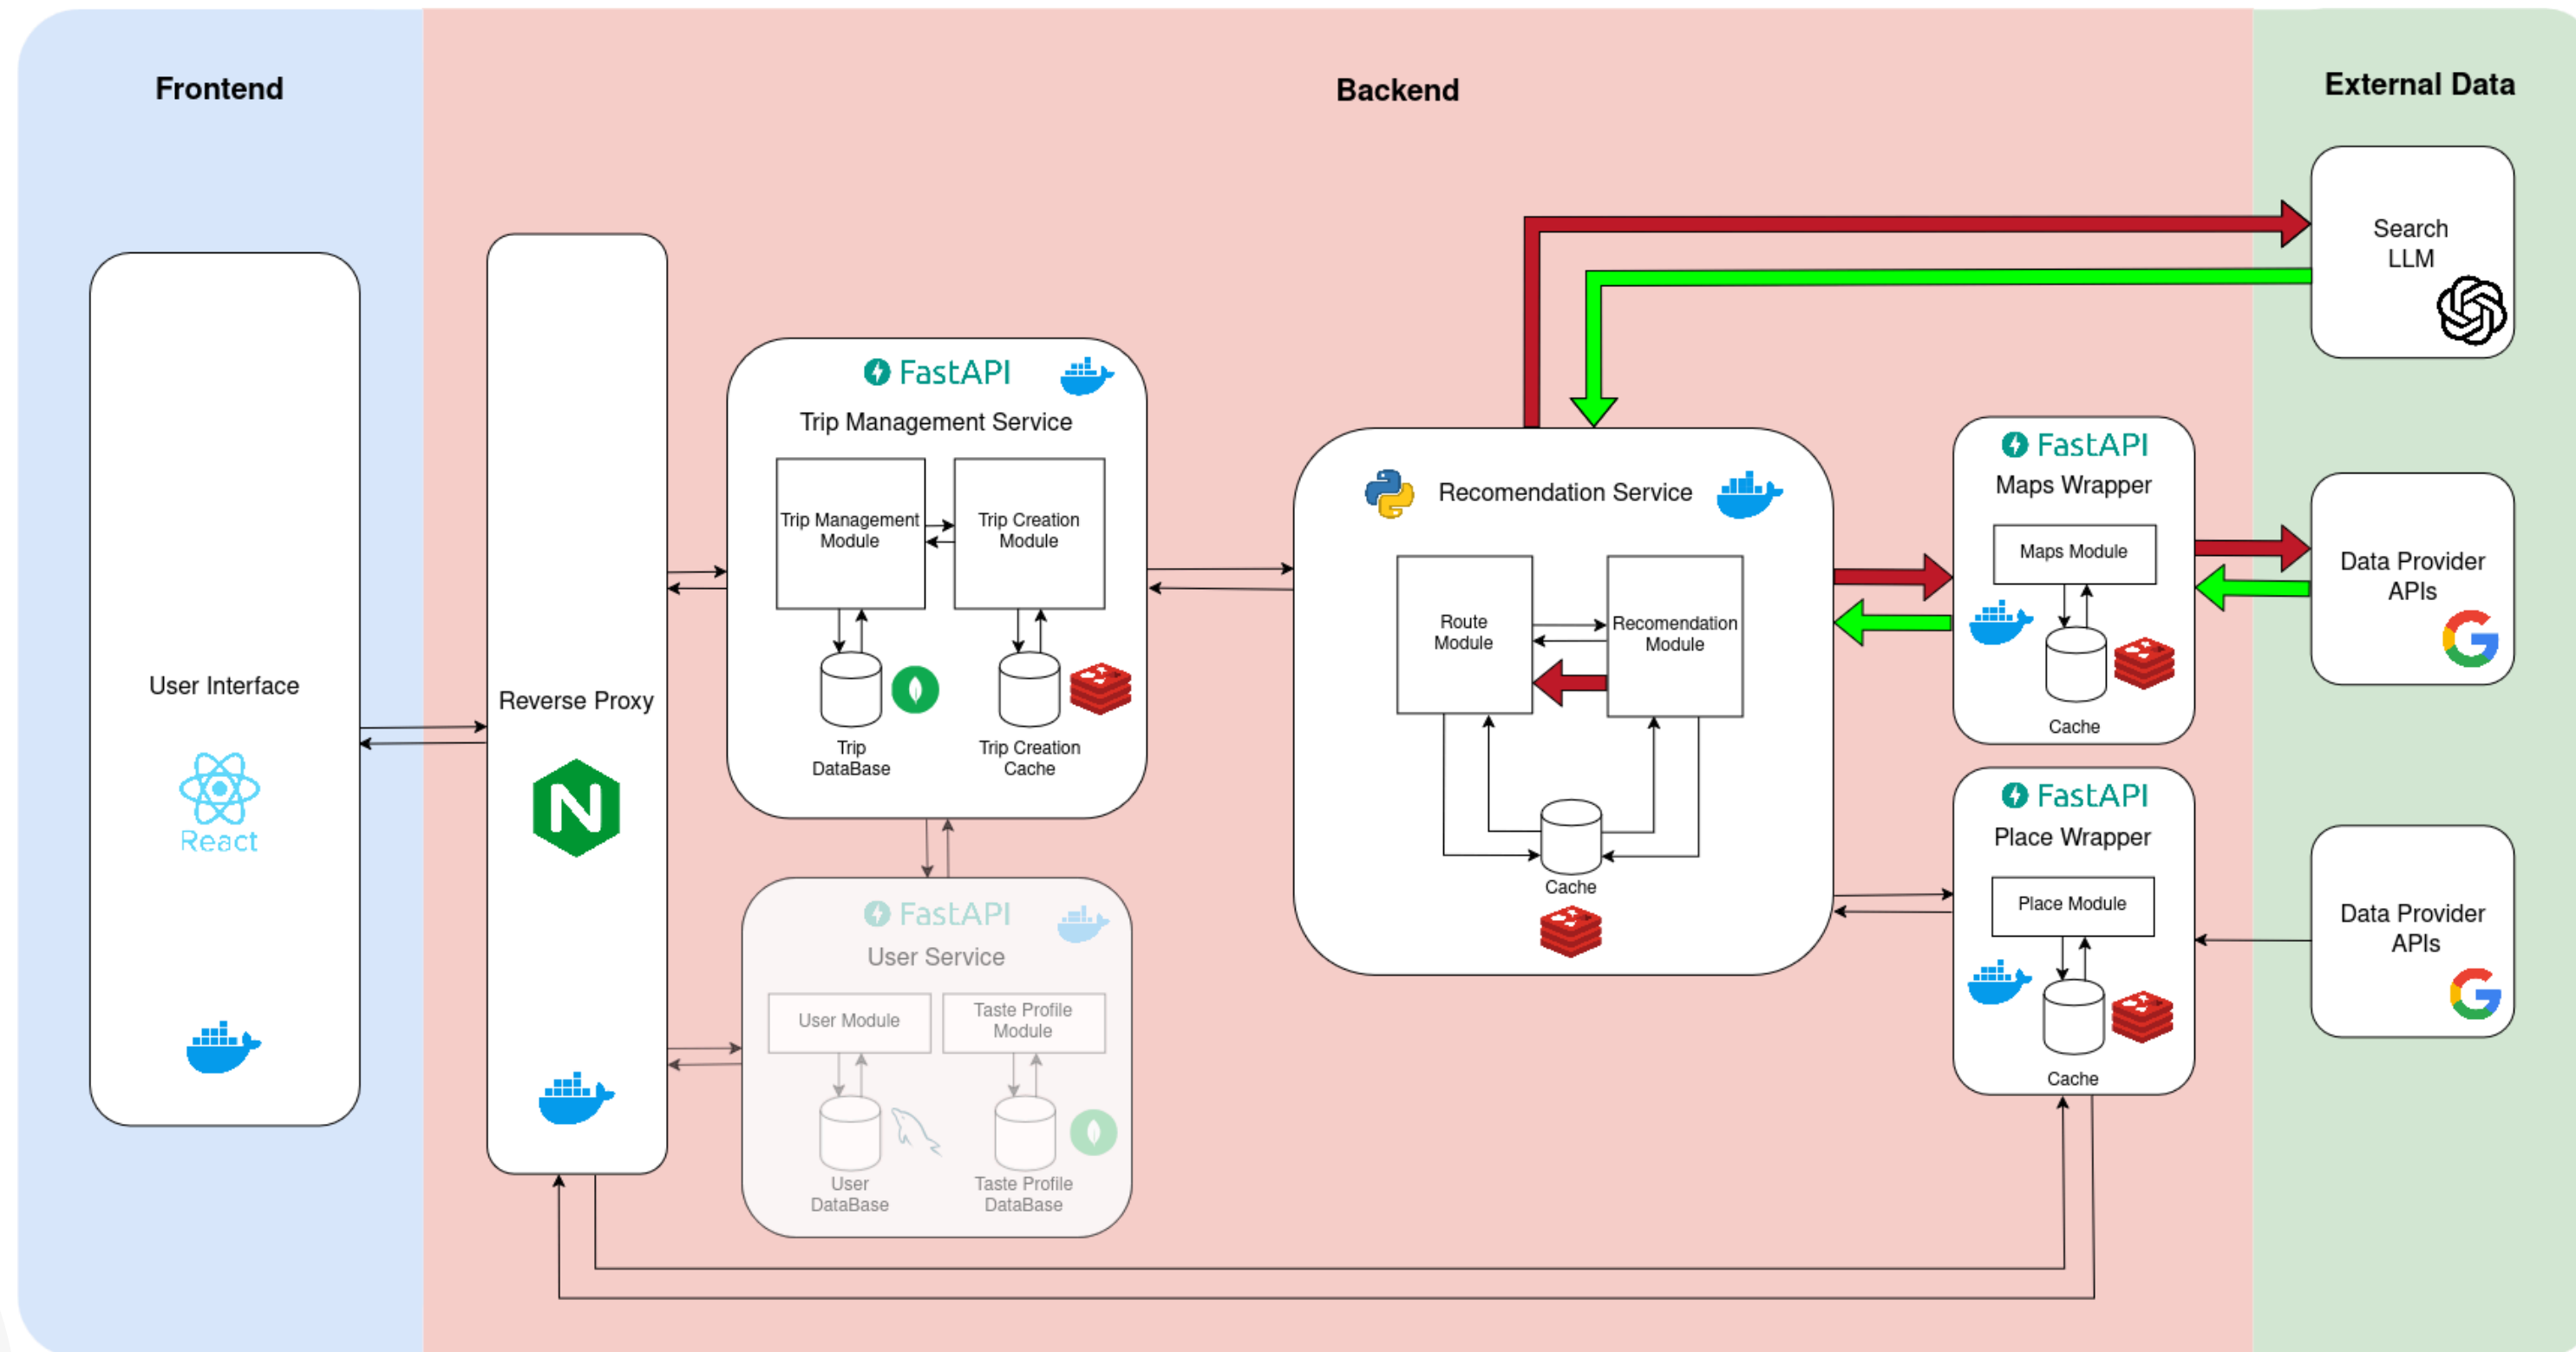 Frontend
Backend
External Data
Search
LLM
FastAPI
Trip Management Service
Trip Management
Module
Trip Creation
Module
Trip
DataBase
Trip Creation
Cache
Recomendation Service
Route
Module
Recomendation
Module
Cache
FastAPI
Maps Wrapper
Maps Module
Cache
Data Provider
APIs
User Interface
React
Reverse Proxy
N
FastAPI
User Service
User Module
Taste Profile
Module
User
DataBase
Taste Profile
DataBase
FastAPI
Place Wrapper
Place Module
Cache
Data Provider
APIs